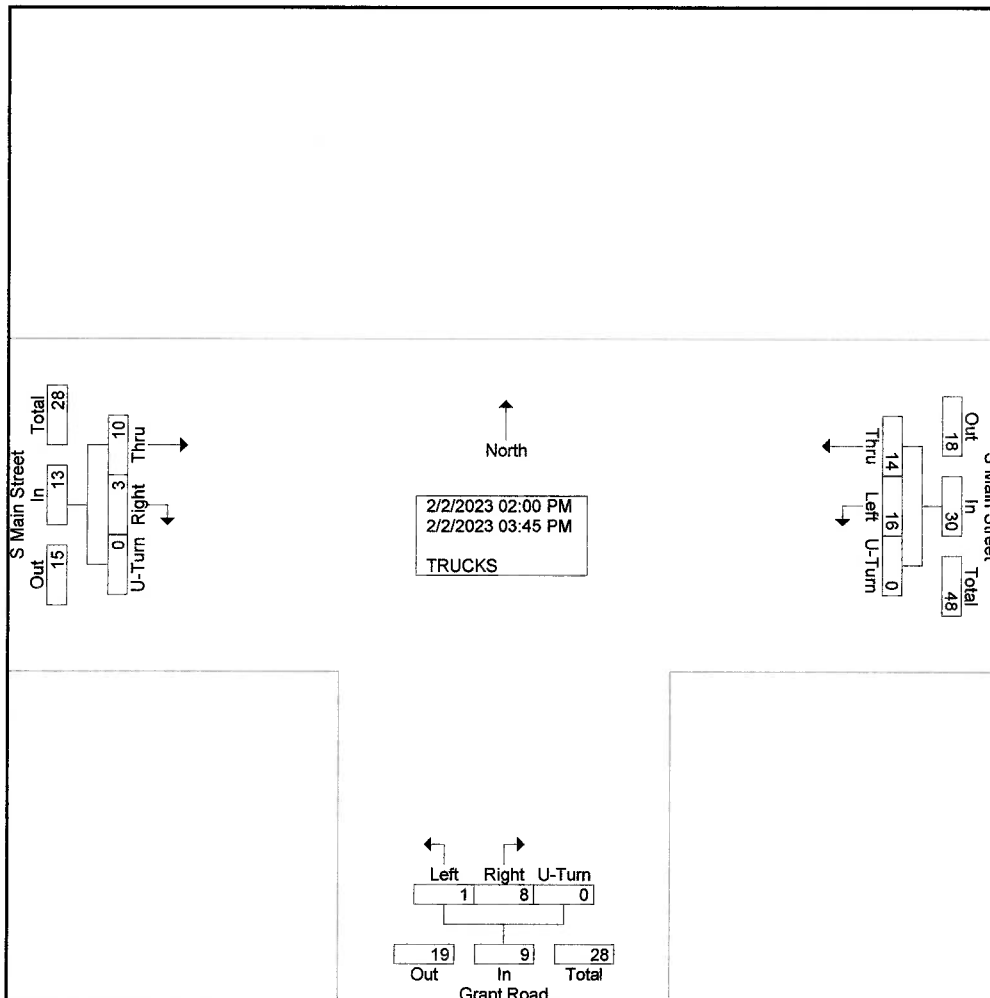 S Main Street
Out In Total
15 13 28
10 3 0
Thru Right U-Turn
North
2/2/2023 02:00 PM
2/2/2023 03:45 PM
TRUCKS
Thru Left U-Turn
14 16 0
18 30 48
Out In Total
Main Street
Left Right U-Turn
1 8 0
19 9 28
Out In Total
Grant Road